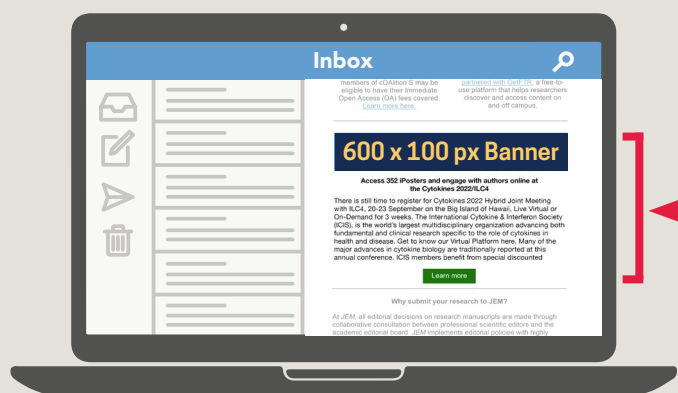 Inbox
members of cOAlition S may be
eligible to have their Immediate
Open Access (OA) fees covered.
Learn more here.
partnered with GetFTR, a free-to-
use platform that helps researchers
discover and access content on
and off campus.
600 x 100 px Banner
Access 352 iPosters and engage with authors online at
the Cytokines 2022/ILC4
There is still time to register for Cytokines 2022 Hybrid Joint Meeting
with ILC4, 20-23 September on the Big Island of Hawaii, Live Virtual or
On-Demand for 3 weeks. The International Cytokine & Interferon Society
(ICIS), is the world's largest multidisciplinary organization advancing both
fundamental and clinical research specific to the role of cytokines in
health and disease. Get to know our Virtual Platform here. Many of the
major advances in cytokine biology are traditionally reported at this
annual conference. ICIS members benefit from special discounted
Learn more
Why submit your research to JEM?
At JEM, all editorial decisions on research manuscripts are made through
collaborative consultation between professional scientific editors and the
academic editorial board. JEM implements editorial policies with highly